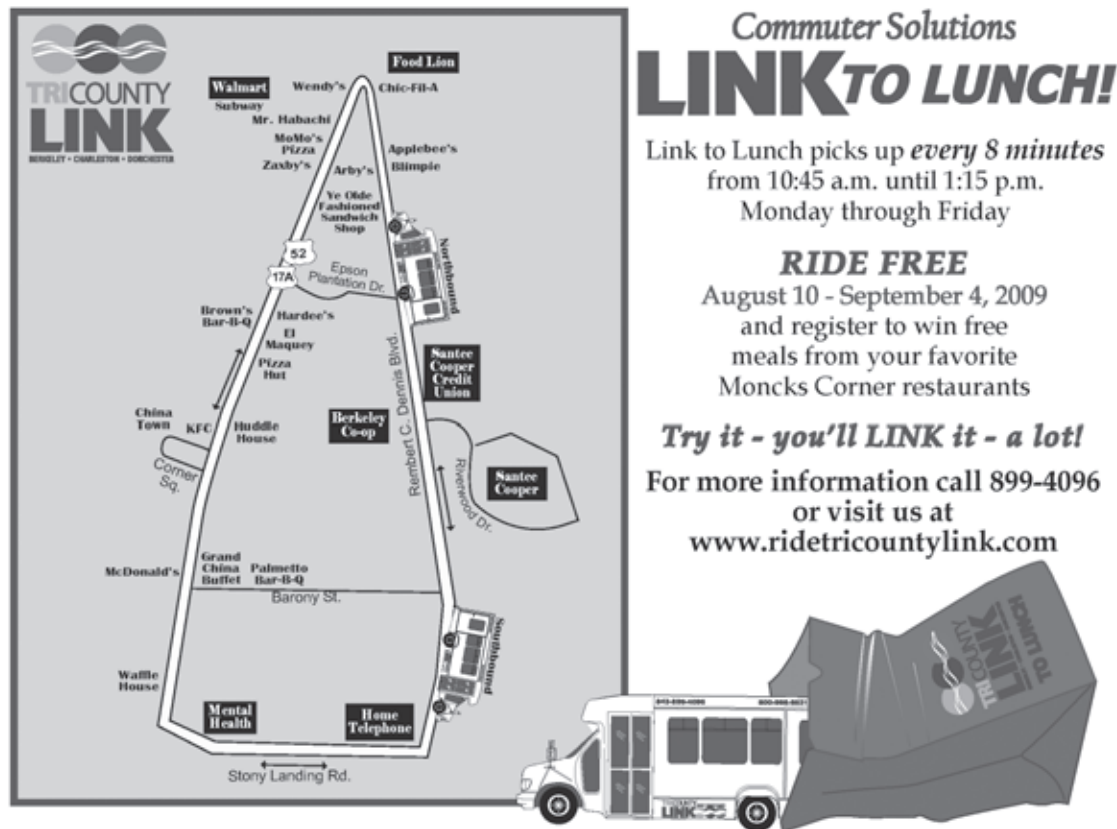 TRICOUNTY
LINK
BERKELEY • CHARLESTON • DORCHESTER
Food Lion
Walmart
Wendy's
Chic-Fil-A
Subway
Mr. Habachi
MoMo's
Pizza
Zaxby's
Applebee's
Blimpie
Arby's
Ye Olde
Fashioned
Sandwich
Shop
Northbound
52
17A
Epson
Plantation Dr.
Brown's
Bar-B-Q
Hardee's
El
Maquey
Pizza
Hut
Rembert C. Dennis Blvd.
Santee
Cooper
Credit
Union
China
Town
KFC
Huddle
House
Berkeley
Co-op
Corner
Sq.
Riverwood Dr.
Santee
Cooper
McDonald's
Grand
China
Buffet
Palmetto
Bar-B-Q
Barony St.
Southbound
Waffle
House
Mental
Health
Home
Telephone
Stony Landing Rd.
Commuter Solutions
LINK TO LUNCH!
Link to Lunch picks up every 8 minutes
from 10:45 a.m. until 1:15 p.m.
Monday through Friday
RIDE FREE
August 10 - September 4, 2009
and register to win free
meals from your favorite
Moncks Corner restaurants
Try it - you'll LINK it - a lot!
For more information call 899-4096
or visit us at
www.ridetricountylink.com
TRICOUNTY
LINK
TO LUNCH
TRICOUNTY
LINK